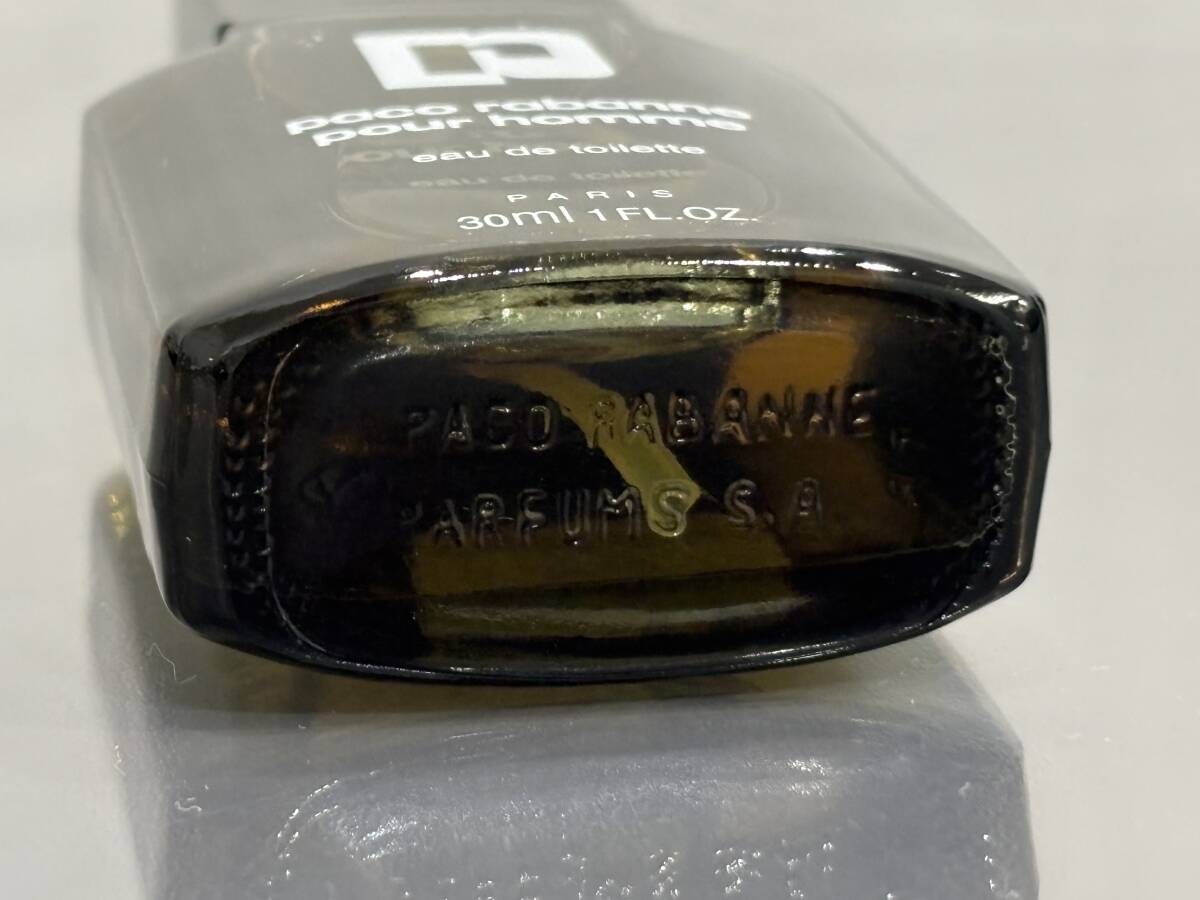 paco rabanne
pour homme
eau de toilette
PARIS
30ml 1 FL.OZ.
PACO RABANNE
PARFUMS S.A